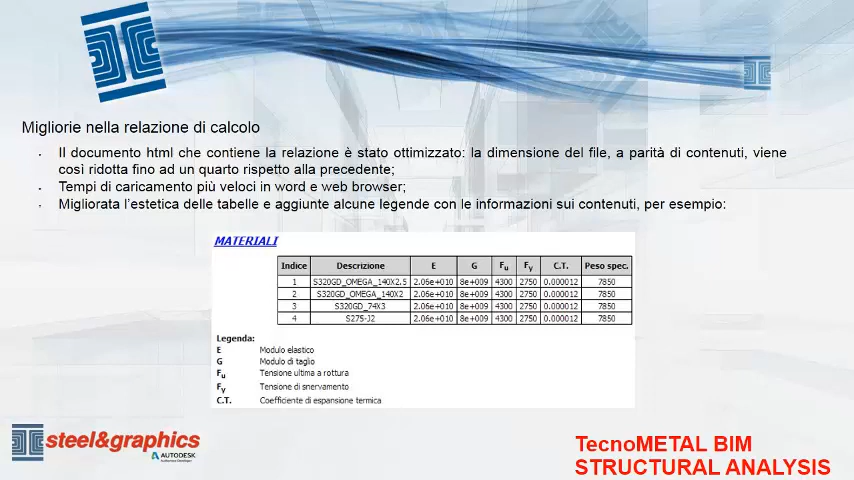 Migliorie nella relazione di calcolo
· Il documento html che contiene la relazione è stato ottimizzato: la dimensione del file, a parità di contenuti, viene
così ridotta fino ad un quarto rispetto alla precedente;
· Tempi di caricamento più veloci in word e web browser;
· Migliorata l'estetica delle tabelle e aggiunte alcune legende con le informazioni sui contenuti, per esempio:
MATERIALI
Indice Descrizione E G Fu Fy C.T. Peso spec.
1 S320GD_OMEGA_140X2.5 2.06e+010 8e+009 4300 2750 0.000012 7850
2 S320GD_OMEGA_140X2 2.06e+010 8e+009 4300 2750 0.000012 7850
3 S320GD_74X3 2.06e+010 8e+009 4300 2750 0.000012 7850
4 S275-J2 2.06e+010 8e+009 4300 2750 0.000012 7850
Legenda:
E Modulo elastico
G Modulo di taglio
Fu Tensione ultima a rottura
Fy Tensione di snervamento
C.T. Coefficiente di espansione termica
steel&graphics
AUTODESK
TecnoMETAL BIM
STRUCTURAL ANALYSIS